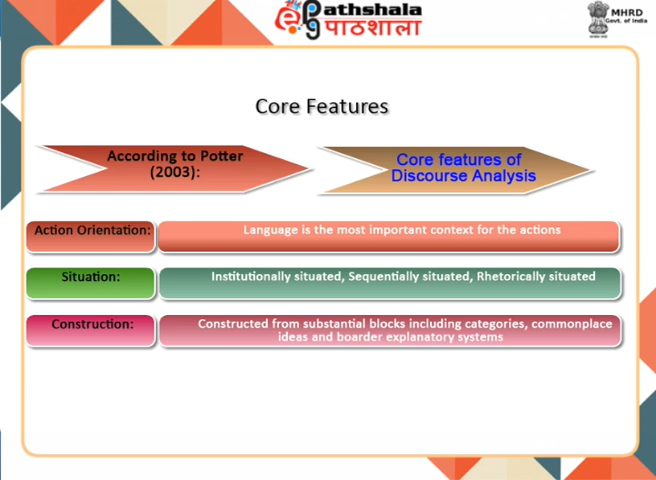 ePathshala
पाठशाला
MHRD
Govt. of India
Core Features
According to Potter
(2003):
Core features of
Discourse Analysis
Action Orientation:
Language is the most important context for the actions
Situation:
Institutionally situated, Sequentially situated, Rhetorically situated
Construction:
Constructed from substantial blocks including categories, commonplace
ideas and boarder explanatory systems